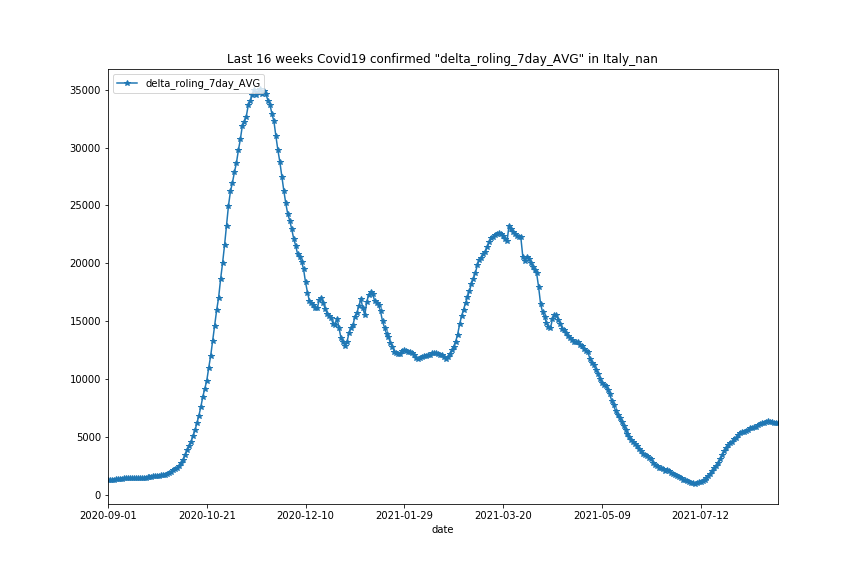 Last 16 weeks Covid19 confirmed "delta_roling_7day_AVG" in Italy_nan
delta_roling_7day_AVG
35000
30000
25000
20000
15000
10000
5000
0
2020-09-01 2020-10-21 2020-12-10 2021-01-29 2021-03-20 2021-05-09 2021-07-12
date